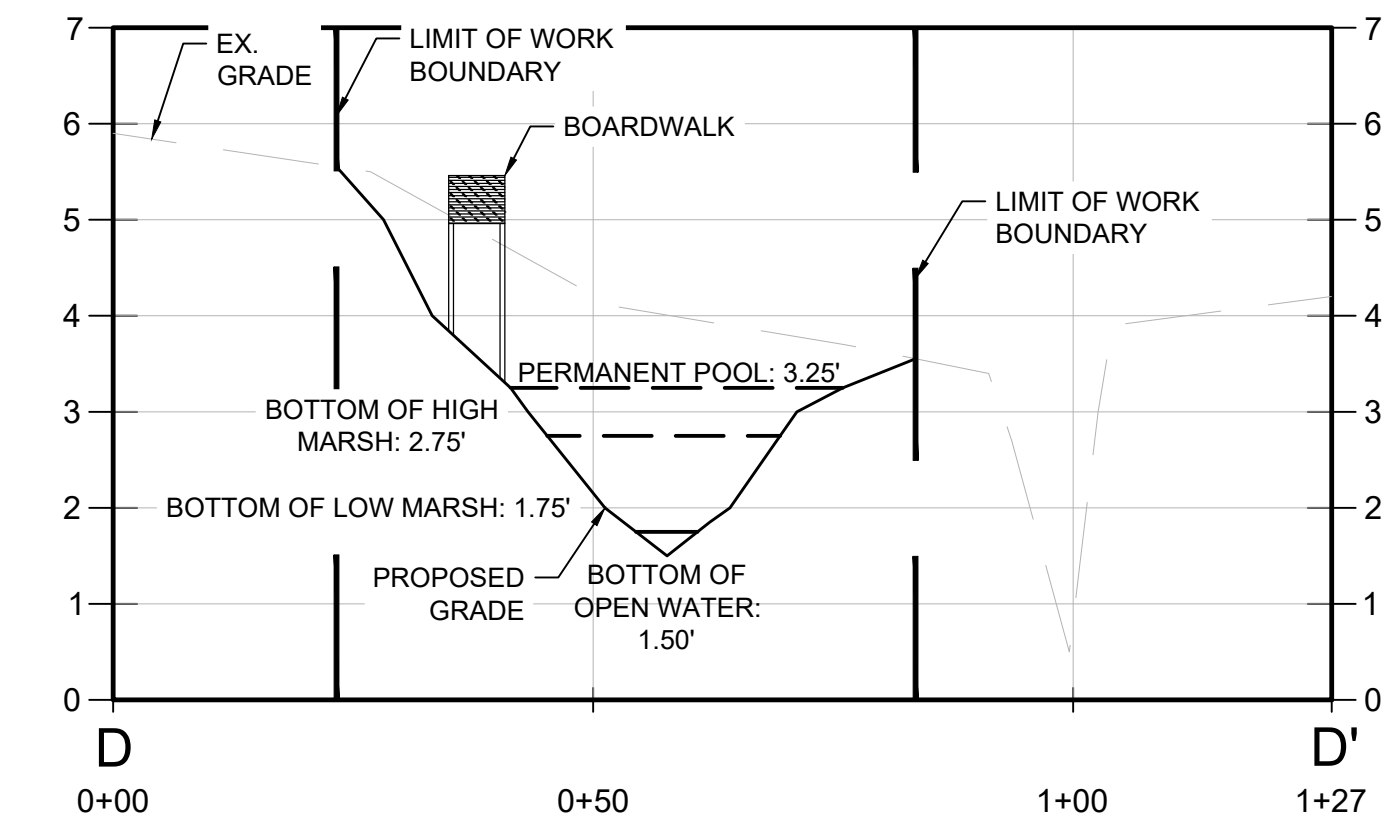 7
7
EX.
GRADE
LIMIT OF WORK
BOUNDARY
6
BOARDWALK
6
5
LIMIT OF WORK
BOUNDARY
5
4
4
PERMANENT POOL: 3.25'
3
BOTTOM OF HIGH
MARSH: 2.75'
3
2
BOTTOM OF LOW MARSH: 1.75'
2
PROPOSED
GRADE
BOTTOM OF
OPEN WATER:
1.50'
1
1
0
0
D
D'
0+00
0+50
1+00
1+27